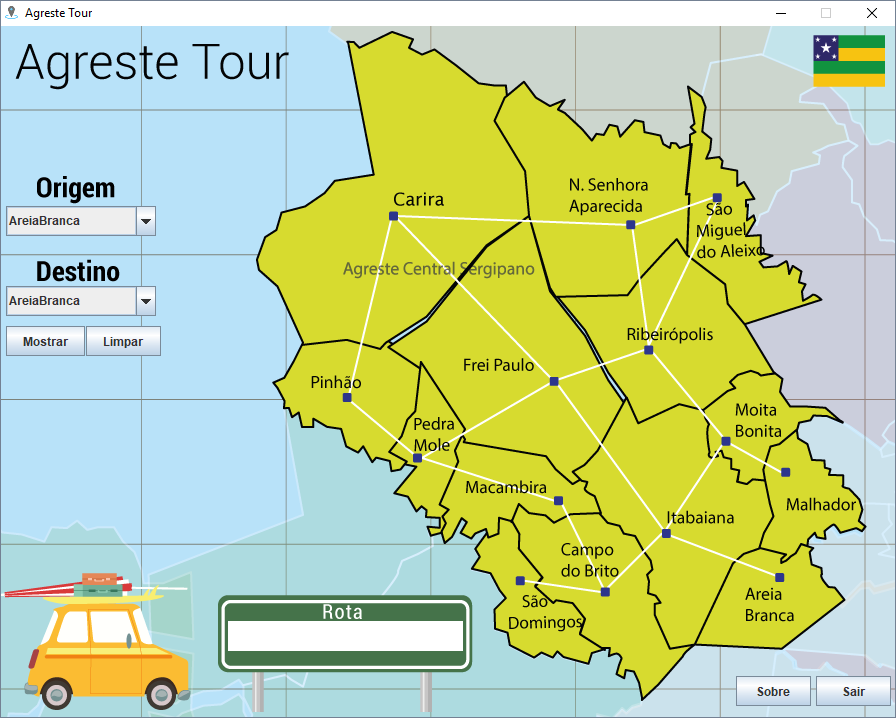 Agreste Tour
Agreste Tour
Origem
AreiaBranca
Destino
AreiaBranca
Mostrar
Limpar
Carira
N. Senhora
Aparecida
São
Miguel
do Aleixo
Agreste Central Sergipano
Ribeirópolis
Frei Paulo
Pinhão
Pedra
Mole
Moita
Bonita
Macambira
Malhador
Itabaiana
Campo
do Brito
São
Domingos
Areia
Branca
Rota
Sobre
Sair